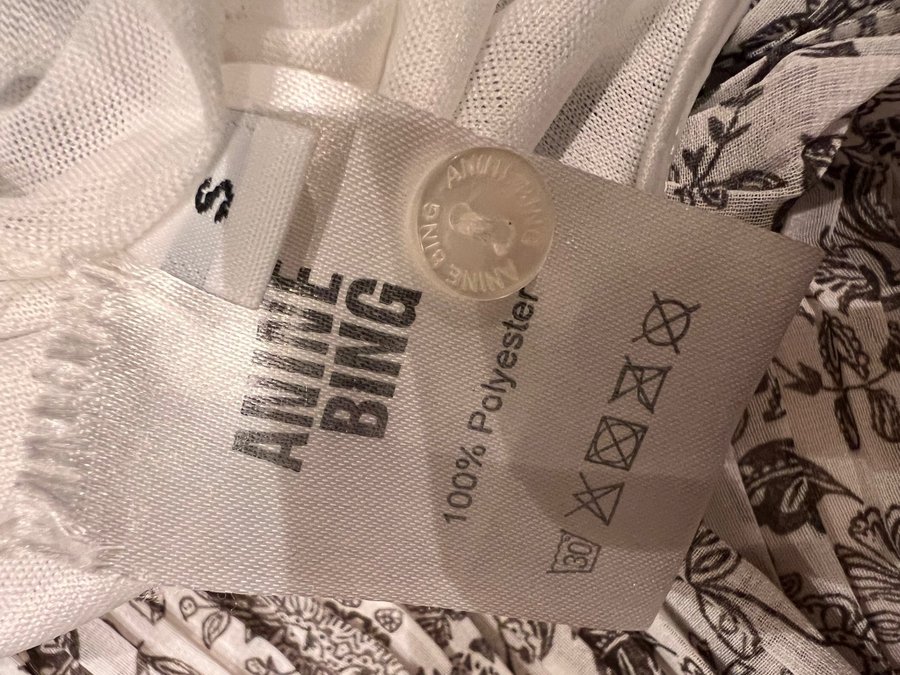 S
ANINE
BING
ANINE BING
ANINE BING
100% Polyester
30°